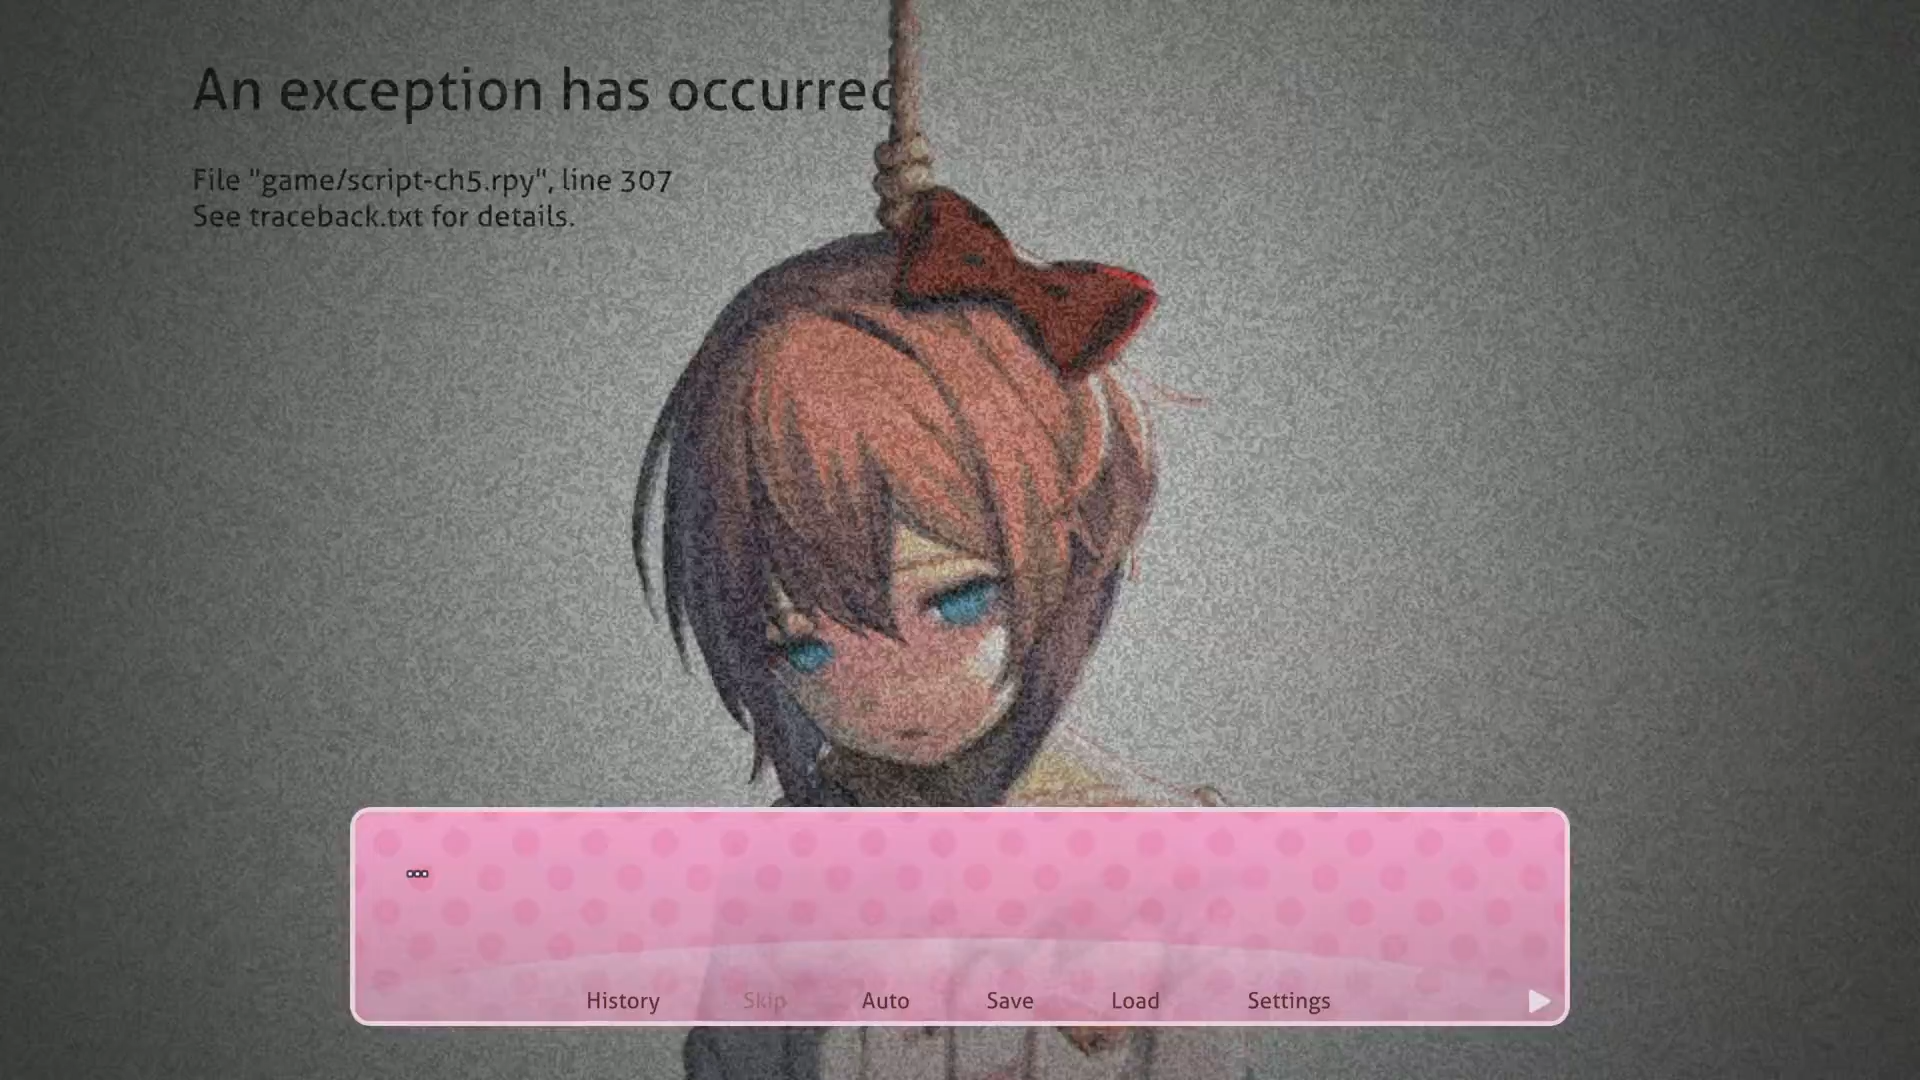 An exception has occurred
File "game/script-ch5.rpy", line 307
See traceback.txt for details.
...
History Skip Auto Save Load Settings